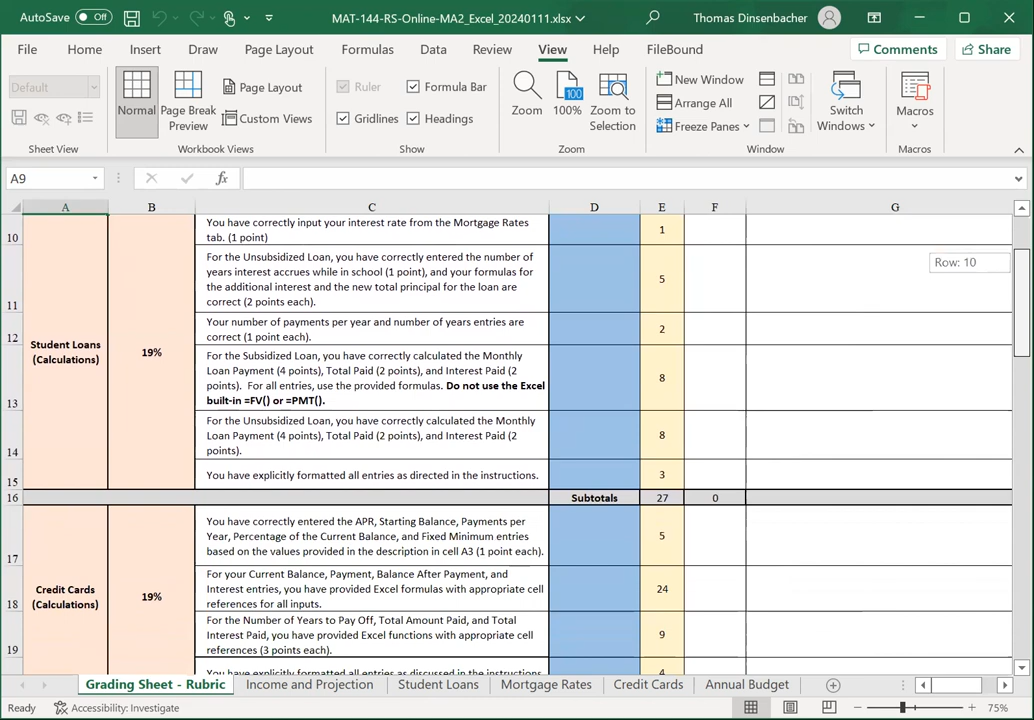 AutoSave Off MAT-144-RS-Online-MA2_Excel_20240111.xlsx Thomas Dinsenbacher
File Home Insert Draw Page Layout Formulas Data Review View Help FileBound Comments Share
Default
Normal
Page Break Preview
Page Layout
Custom Views
Ruler
Formula Bar
Gridlines
Headings
Zoom
100
100%
Zoom to Selection
New Window
Arrange All
Freeze Panes
Switch Windows
Macros
Sheet View Workbook Views Show Zoom Window Macros
A9 fx
A B C D E F G
10
You have correctly input your interest rate from the Mortgage Rates
tab. (1 point)
1
Row: 10
11
For the Unsubsidized Loan, you have correctly entered the number of
years interest accrues while in school (1 point), and your formulas for
the additional interest and the new total principal for the loan are
correct (2 points each).
5
12
Your number of payments per year and number of years entries are
correct (1 point each).
2
Student Loans
(Calculations)
19%
13
For the Subsidized Loan, you have correctly calculated the Monthly
Loan Payment (4 points), Total Paid (2 points), and Interest Paid (2
points). For all entries, use the provided formulas. Do not use the Excel
built-in =FV() or =PMT().
8
14
For the Unsubsidized Loan, you have correctly calculated the Monthly
Loan Payment (4 points), Total Paid (2 points), and Interest Paid (2
points).
8
15
You have explicitly formatted all entries as directed in the instructions.
3
16 Subtotals 27 0
17
You have correctly entered the APR, Starting Balance, Payments per
Year, Percentage of the Current Balance, and Fixed Minimum entries
based on the values provided in the description in cell A3 (1 point each).
5
Credit Cards
(Calculations)
19%
18
For your Current Balance, Payment, Balance After Payment, and
Interest entries, you have provided Excel formulas with appropriate cell
references for all inputs.
24
19
For the Number of Years to Pay Off, Total Amount Paid, and Total
Interest Paid, you have provided Excel functions with appropriate cell
references (3 points each).
9
You have explicitly formatted all entries as discussed in the instructions
4
Grading Sheet - Rubric Income and Projection Student Loans Mortgage Rates Credit Cards Annual Budget
Ready Accessibility: Investigate 75%